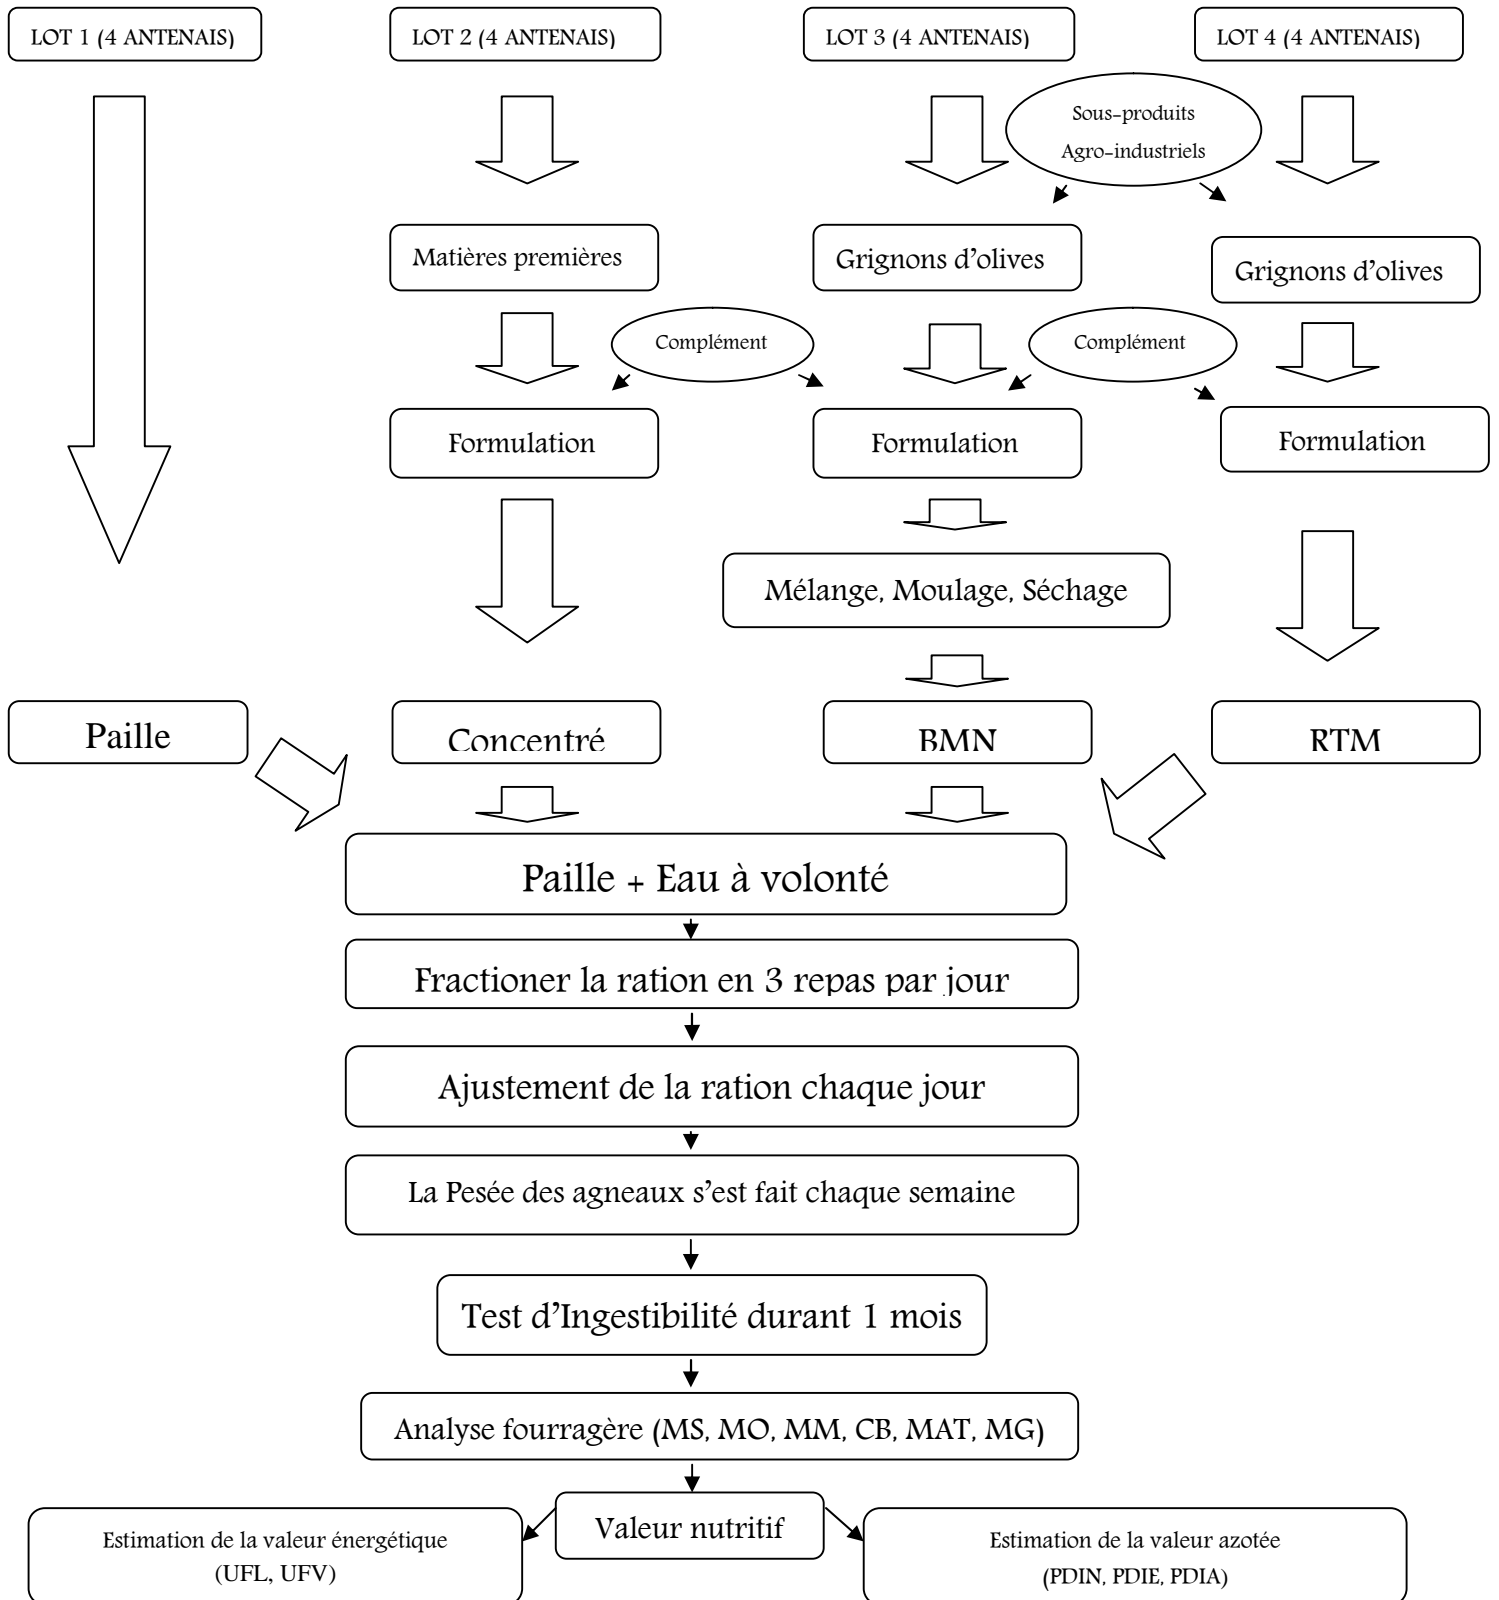 LOT 1 (4 ANTENAIS)
LOT 2 (4 ANTENAIS)
LOT 3 (4 ANTENAIS)
LOT 4 (4 ANTENAIS)
Sous-produits
Agro-industriels
Matières premières
Grignons d'olives
Grignons d'olives
Complément
Complément
Formulation
Formulation
Formulation
Mélange, Moulage, Séchage
Paille
Concentré
BMN
RTM
Paille + Eau à volonté
Fractioner la ration en 3 repas par jour
Ajustement de la ration chaque jour
La Pesée des agneaux s'est fait chaque semaine
Test d'Ingestibilité durant 1 mois
Analyse fourragère (MS, MO, MM, CB, MAT, MG)
Valeur nutritif
Estimation de la valeur énergétique
(UFL, UFV)
Estimation de la valeur azotée
(PDIN, PDIE, PDIA)